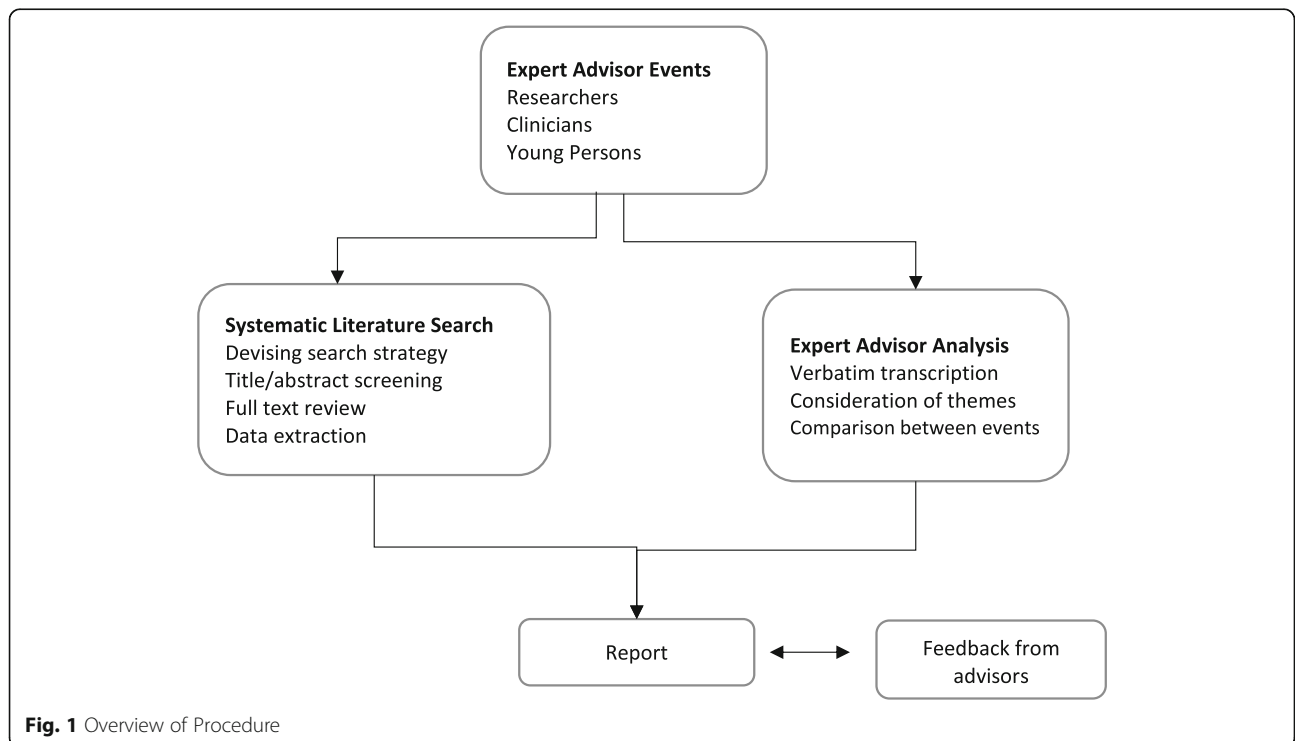 Expert Advisor Events
Researchers
Clinicians
Young Persons
Systematic Literature Search
Devising search strategy
Title/abstract screening
Full text review
Data extraction
Expert Advisor Analysis
Verbatim transcription
Consideration of themes
Comparison between events
Report
Feedback from
advisors
Fig. 1 Overview of Procedure